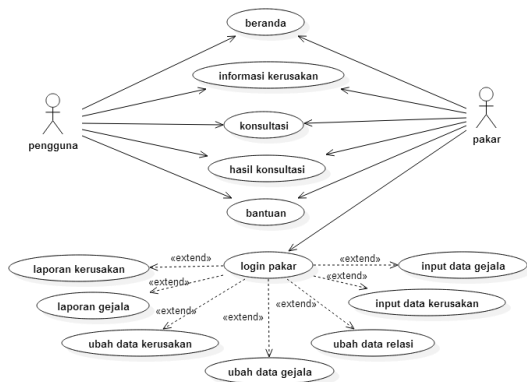 beranda
informasi kerusakan
pengguna
konsultasi
pakar
hasil konsultasi
bantuan
«extend»
login pakar
«extend»
input data gejala
laporan kerusakan
«extend»
«extend»
laporan gejala
«extend»
«extend»
input data kerusakan
«extend»
ubah data kerusakan
ubah data relasi
ubah data gejala